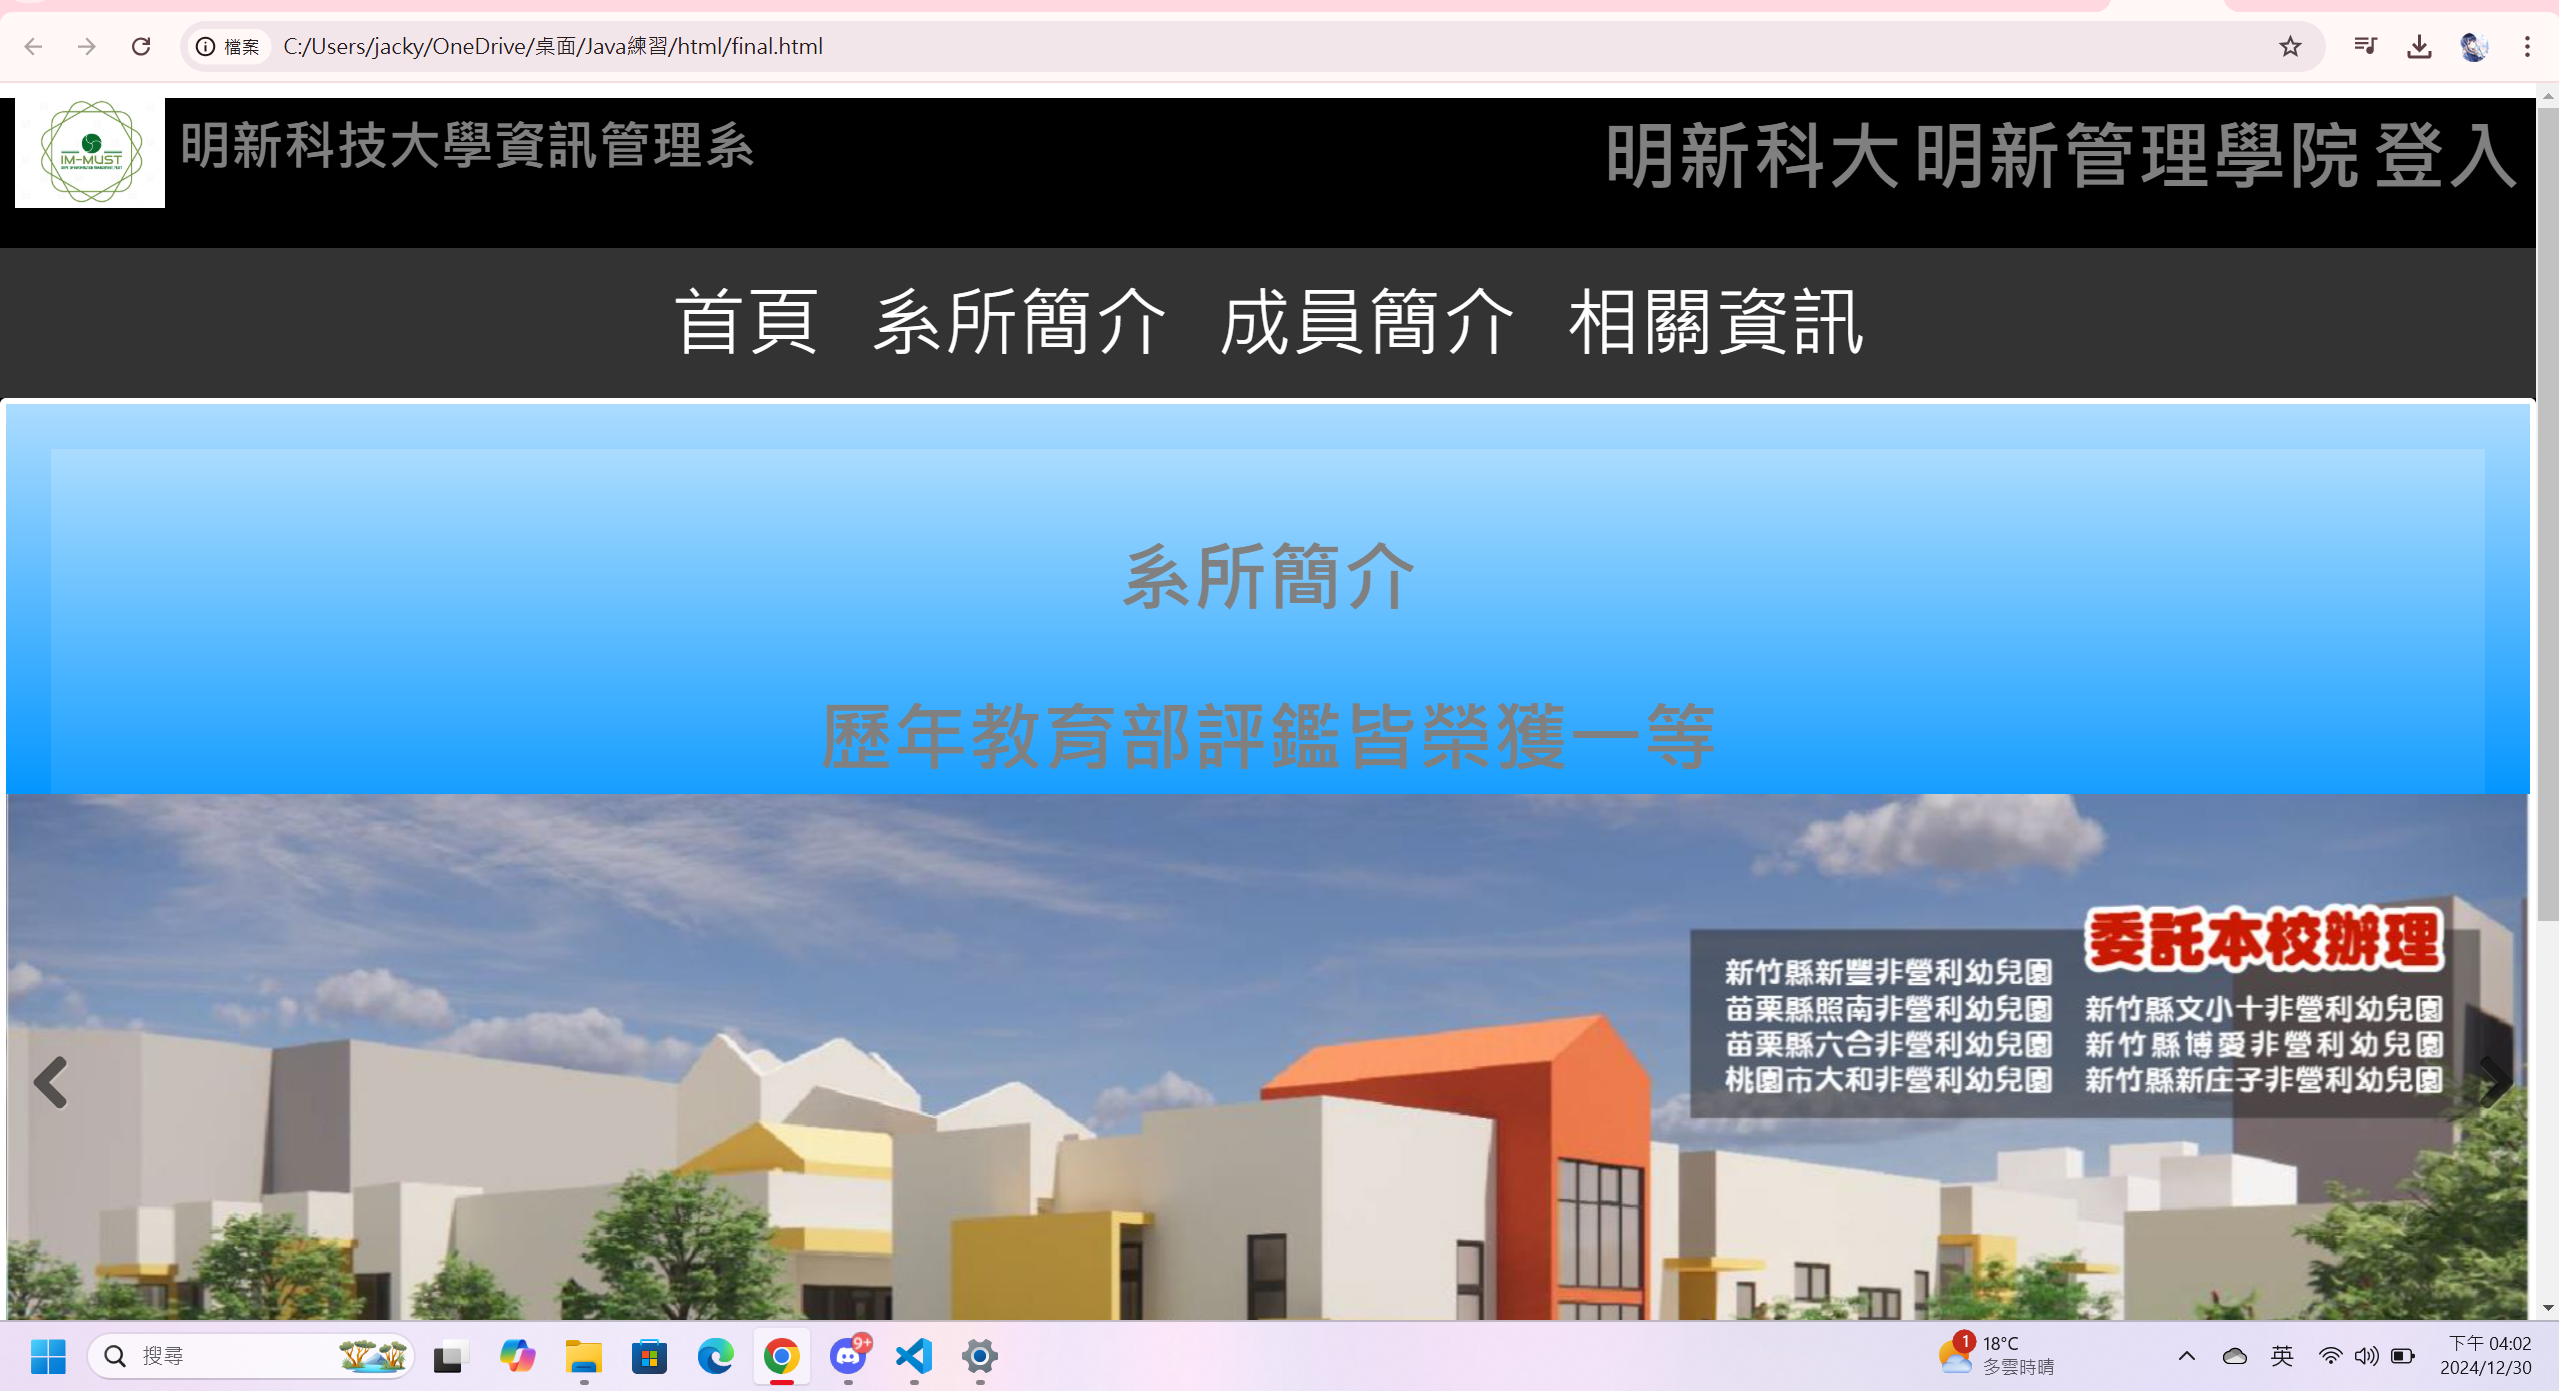 檔案 C:/Users/jacky/OneDrive/桌面/Java練習/html/final.html
IM-MUST
明新科技大學資訊管理系
明新科大 明新管理學院 登入
首頁 系所簡介 成員簡介 相關資訊
系所簡介
歷年教育部評鑑皆榮獲一等
委託本校辦理
新竹縣新豐非營利幼兒園
苗栗縣照南非營利幼兒園 新竹縣文小十非營利幼兒園
苗栗縣六合非營利幼兒園 新竹縣博愛非營利幼兒園
桃園市大和非營利幼兒園 新竹縣新庄子非營利幼兒園
搜尋
9+
1
18°C
多雲時晴
英
下午 04:02
2024/12/30